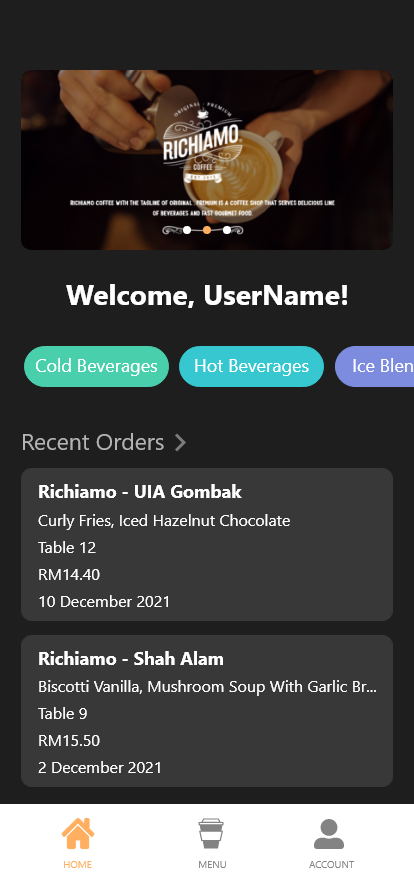 ORIGINAL · PREMIUM
RICHIAMO
COFFEE
RICHIAMO COFFEE WITH THE TAGLINE OF ORIGINAL . PREMIUM IS A COFFEE SHOP THAT SERVES DELICIOUS LINE
OF BEVERAGES AND FAST GOURMET FOOD.
Welcome, UserName!
Cold Beverages
Hot Beverages
Ice Blen
Recent Orders
Richiamo - UIA Gombak
Curly Fries, Iced Hazelnut Chocolate
Table 12
RM14.40
10 December 2021
Richiamo - Shah Alam
Biscotti Vanilla, Mushroom Soup With Garlic Br...
Table 9
RM15.50
2 December 2021
HOME
MENU
ACCOUNT